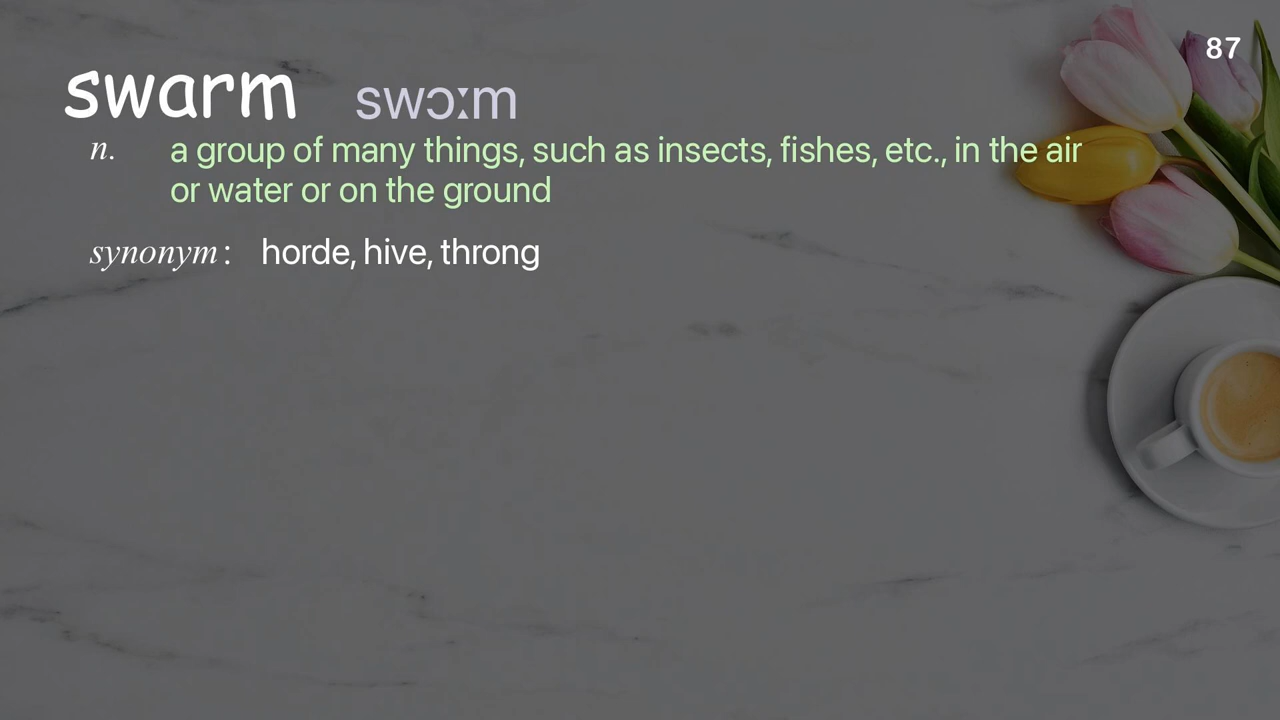 87
swarm swɔːm
n. a group of many things, such as insects, fishes, etc., in the air
or water or on the ground
synonym: horde, hive, throng